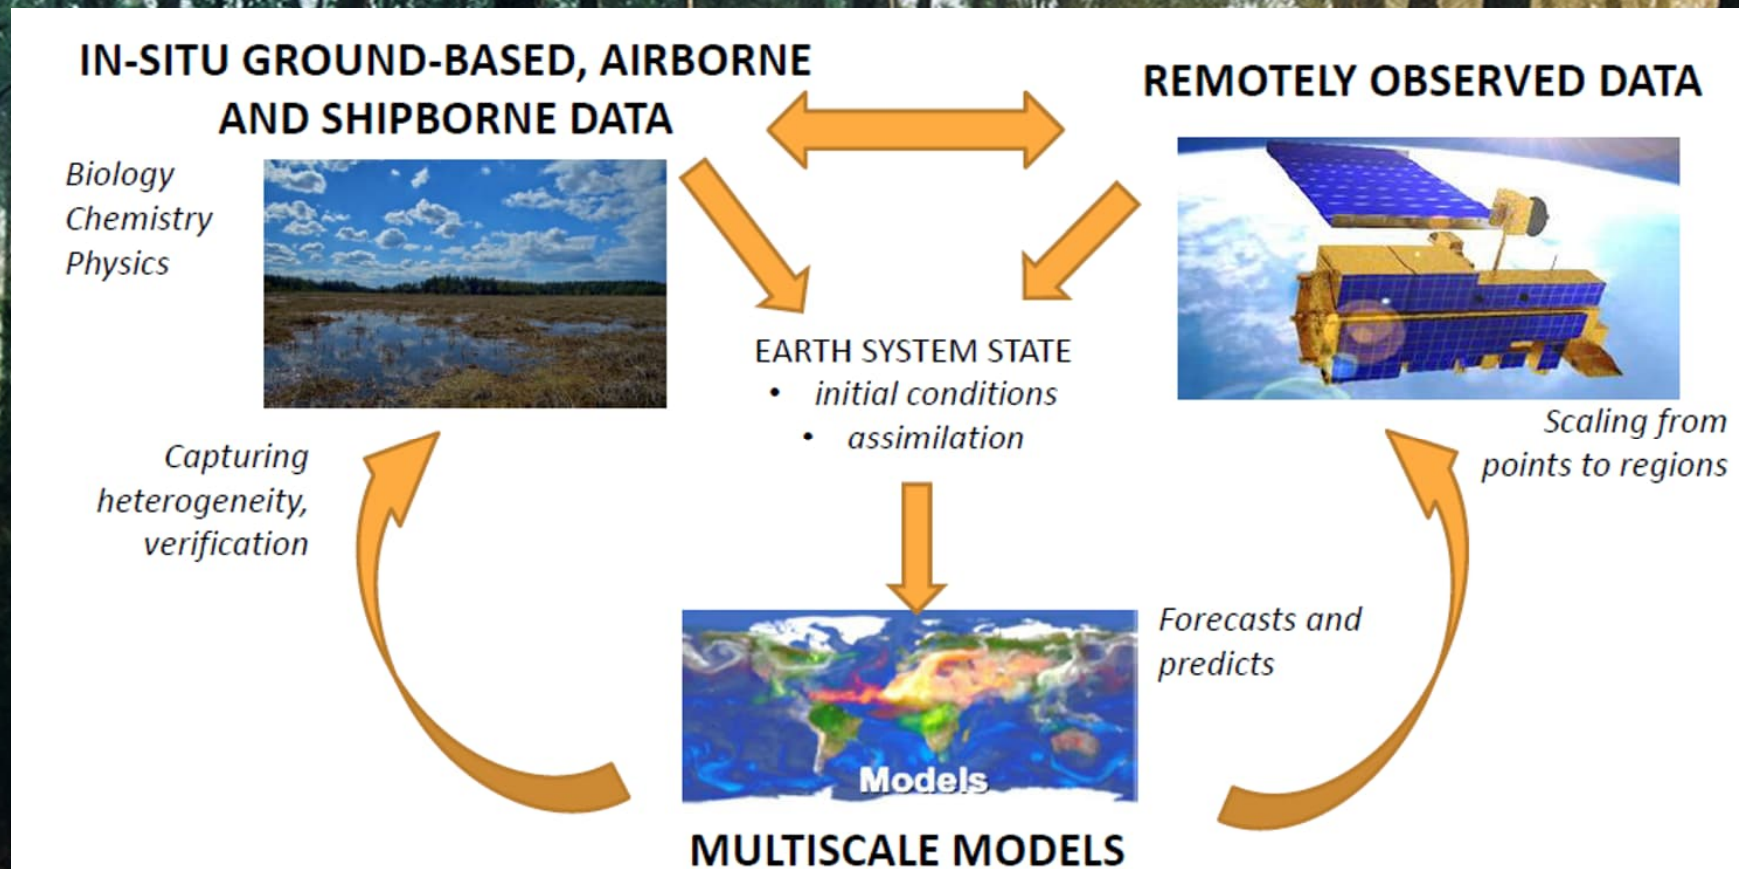 IN-SITU GROUND-BASED, AIRBORNE
AND SHIPBORNE DATA
REMOTELY OBSERVED DATA
Biology
Chemistry
Physics
EARTH SYSTEM STATE
• initial conditions
• assimilation
Scaling from
points to regions
Capturing
heterogeneity,
verification
Forecasts and
predicts
Models
MULTISCALE MODELS